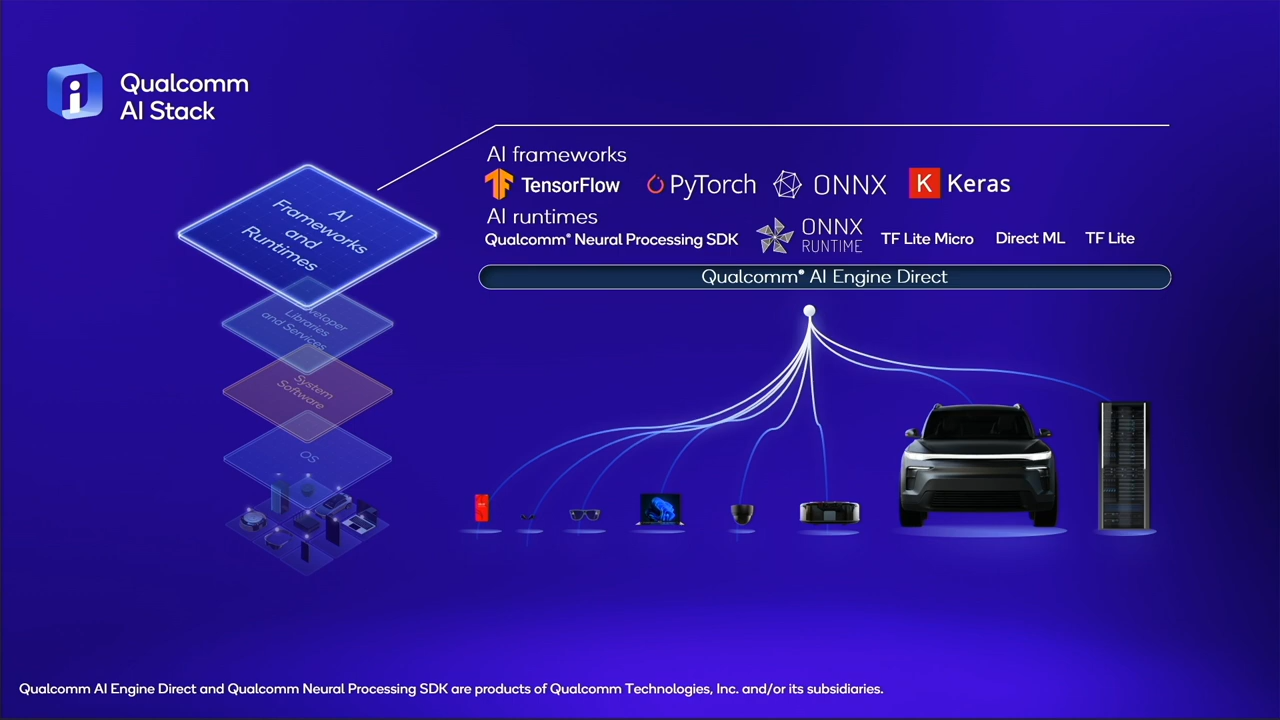 Qualcomm
AI Stack
AI frameworks
TensorFlow PyTorch ONNX K Keras
AI runtimes
Qualcomm® Neural Processing SDK ONNX RUNTIME TF Lite Micro Direct ML TF Lite
Qualcomm® AI Engine Direct
AI
Frameworks
and
Runtimes
Developer
Libraries
and Services
System
Software
OS
Qualcomm AI Engine Direct and Qualcomm Neural Processing SDK are products of Qualcomm Technologies, Inc. and/or its subsidiaries.